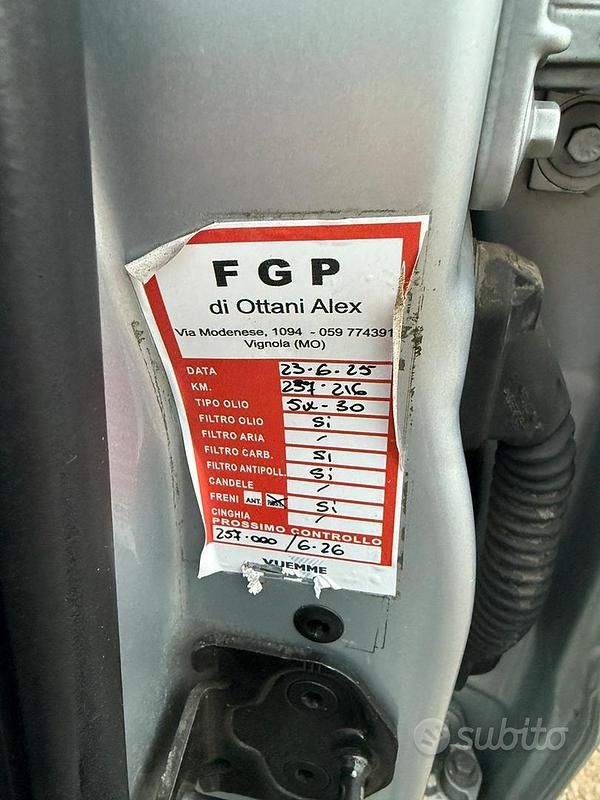 FGP
di Ottani Alex
Via Modenese, 1094 - 059 774391
Vignola (MO)
DATA 23.6.25
KM. 237.216
TIPO OLIO 5W-30
FILTRO OLIO Si
FILTRO ARIA /
FILTRO CARB. Si
FILTRO ANTIPOLL. Si
CANDELE /
FRENI ANT. Si
CINGHIA /
PROSSIMO CONTROLLO
257.000 / 6.26
VUEMME
subito